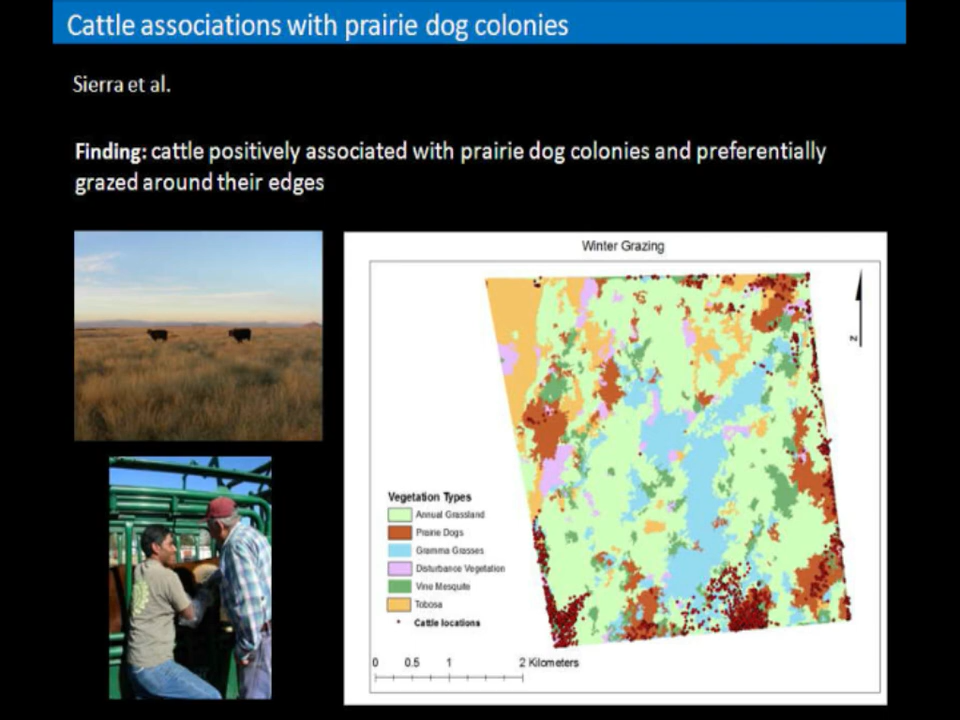 Cattle associations with prairie dog colonies
Sierra et al.
Finding: cattle positively associated with prairie dog colonies and preferentially
grazed around their edges
Winter Grazing
N
Vegetation Types
Annual Grassland
Prairie Dogs
Gramma Grasses
Disturbance Vegetation
Vine Mesquite
Tobosa
Cattle locations
0 0.5 1 2 Kilometers